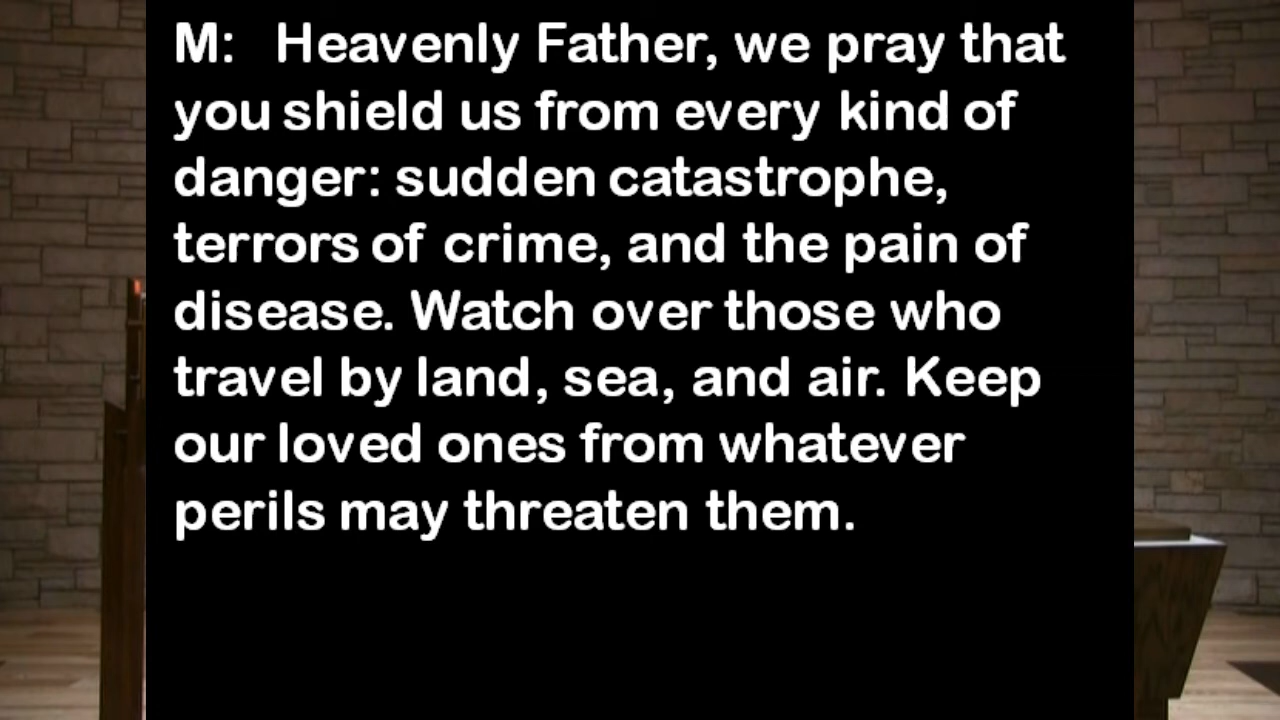 M: Heavenly Father, we pray that
you shield us from every kind of
danger: sudden catastrophe,
terrors of crime, and the pain of
disease. Watch over those who
travel by land, sea, and air. Keep
our loved ones from whatever
perils may threaten them.